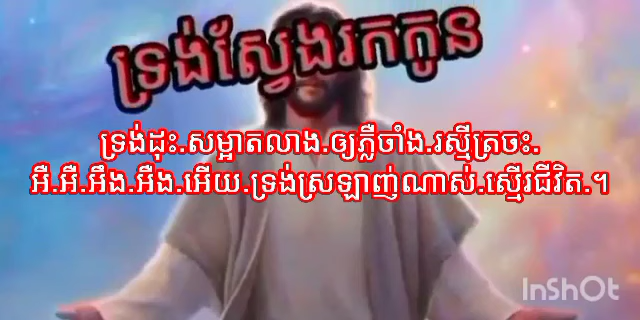 ទ្រង់ស្វែងរកកូន
ទ្រង់ដុះ.សម្អាតលាង.ឲ្យភ្លឺចាំង.រស្មីត្រចះ.
អឺ.អឺ.អឹង.អឺង.អើយ.ទ្រង់ស្រឡាញ់ណាស់.ស្មើរជីវិត.ៗ
InShOt